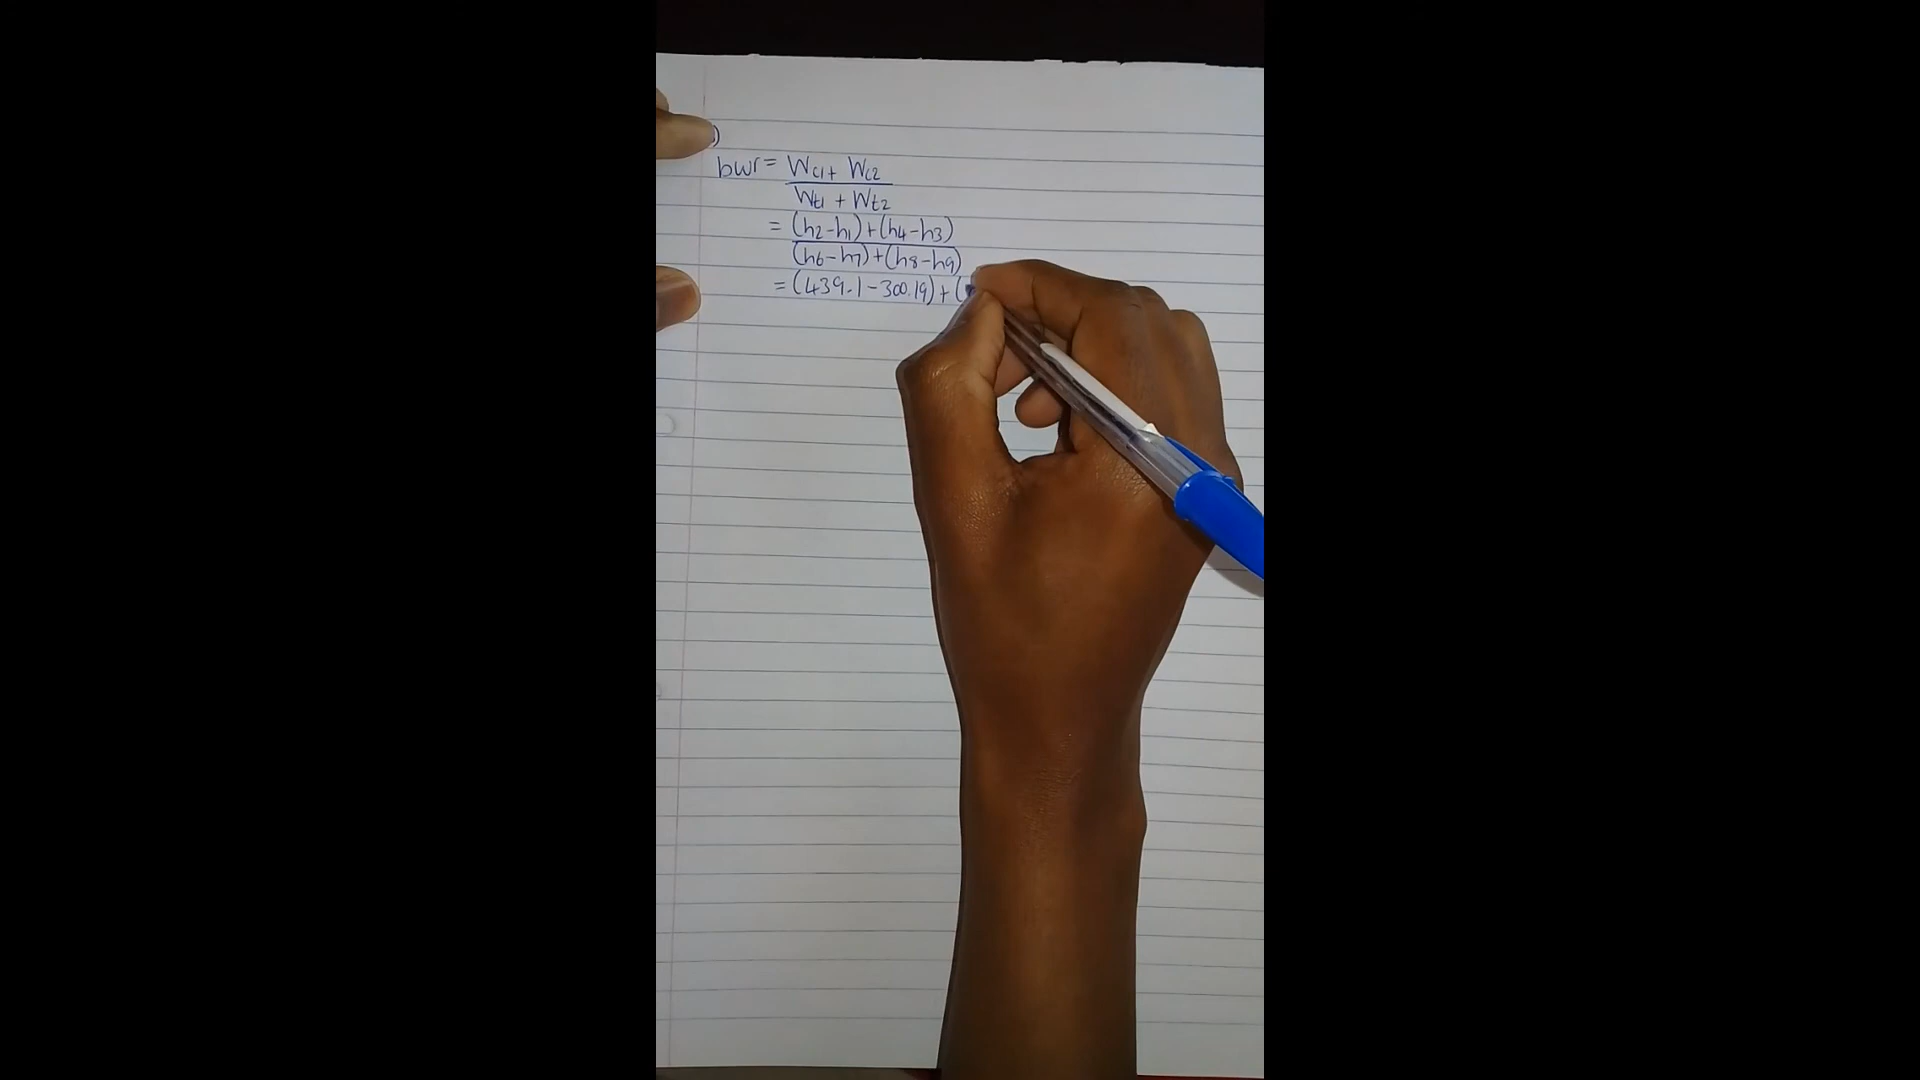 )
bwr = Wc1 + Wc2
Wt1 + Wt2
= (h2-h1)+(h4-h3)
(h6-h7)+(h8-h9)
= (439.1-300.19)+(